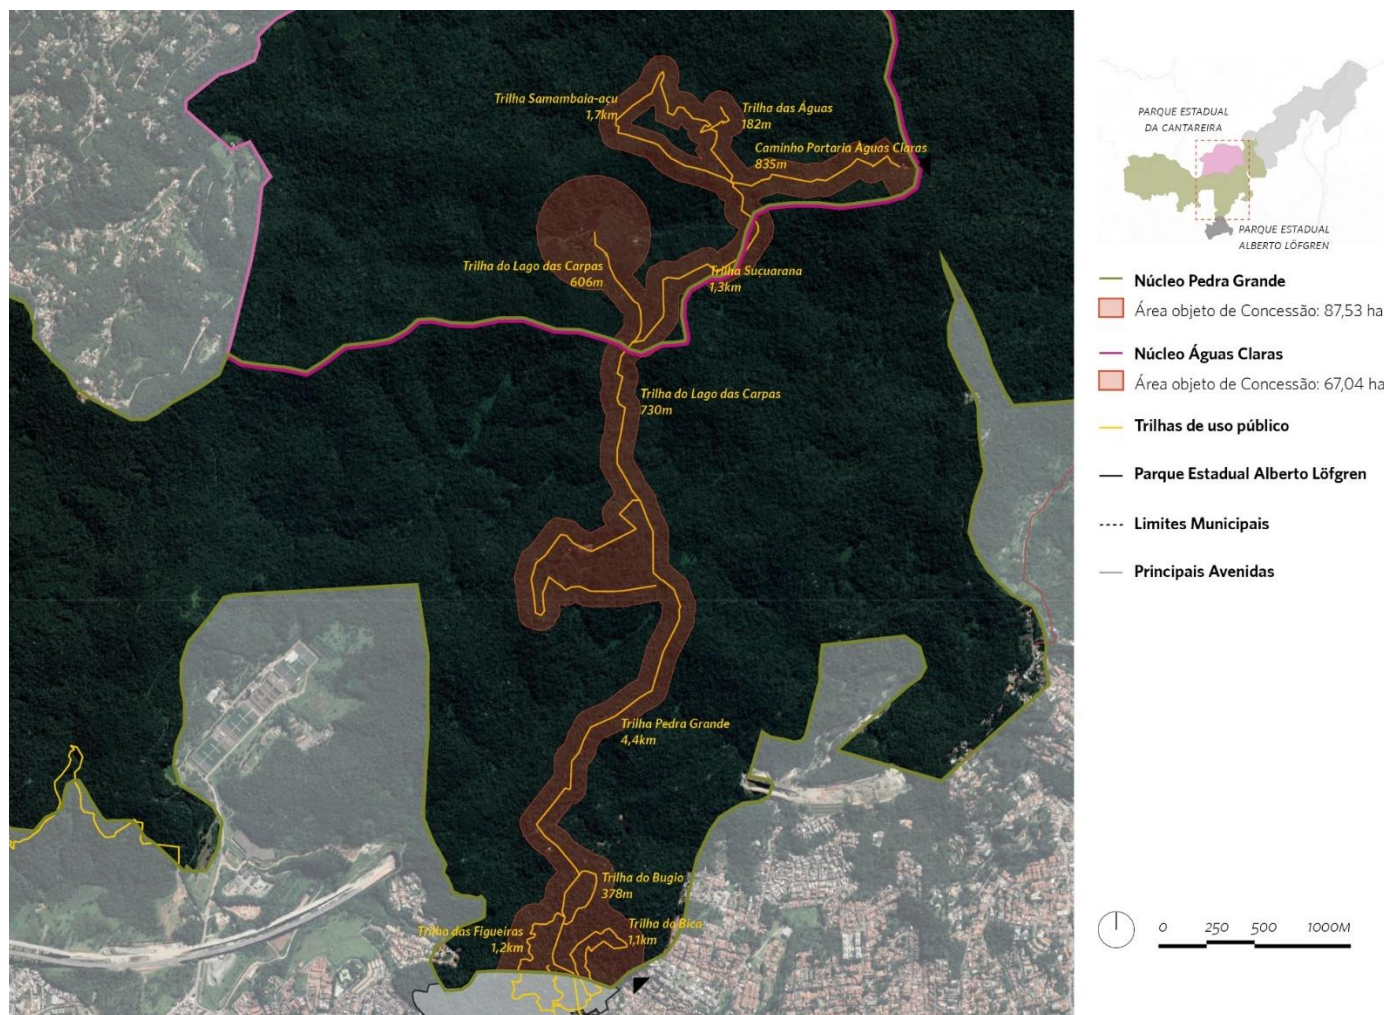 Trilha Samambaia-açu
1,7km
Trilha das Águas
182m
Caminho Portaria Águas Claras
835m
Trilha do Lago das Carpas
606m
Trilha Suçuarana
1,3km
Trilha do Lago das Carpas
730m
Trilha Pedra Grande
4,4km
Trilha do Bugio
378m
Trilha das Figueiras
1,2km
Trilha da Bica
1,1km
PARQUE ESTADUAL
DA CANTAREIRA
PARQUE ESTADUAL
ALBERTO LÖFGREN
Núcleo Pedra Grande
Área objeto de Concessão: 87,53 ha
Núcleo Águas Claras
Área objeto de Concessão: 67,04 ha
Trilhas de uso público
Parque Estadual Alberto Löfgren
Limites Municipais
Principais Avenidas
0 250 500 1000M